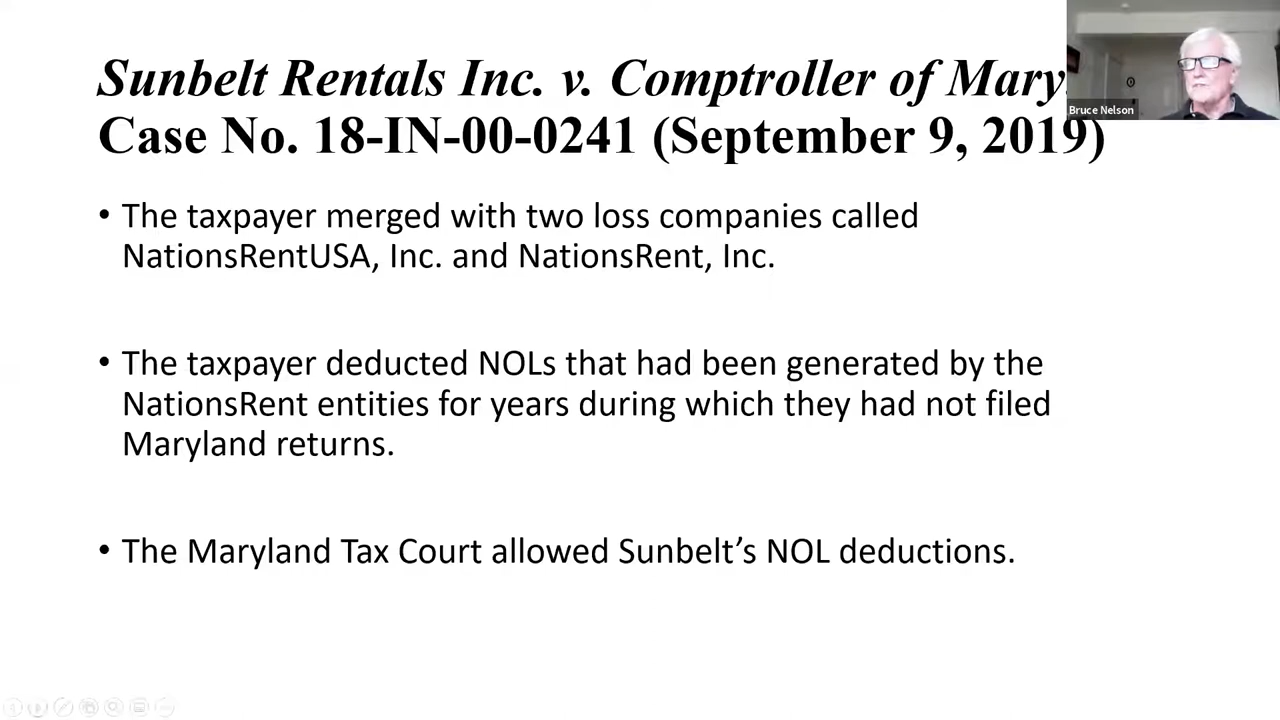 Sunbelt Rentals Inc. v. Comptroller of Mary
Case No. 18-IN-00-0241 (September 9, 2019)
Bruce Nelson
• The taxpayer merged with two loss companies called
NationsRentUSA, Inc. and NationsRent, Inc.
• The taxpayer deducted NOLs that had been generated by the
NationsRent entities for years during which they had not filed
Maryland returns.
• The Maryland Tax Court allowed Sunbelt’s NOL deductions.